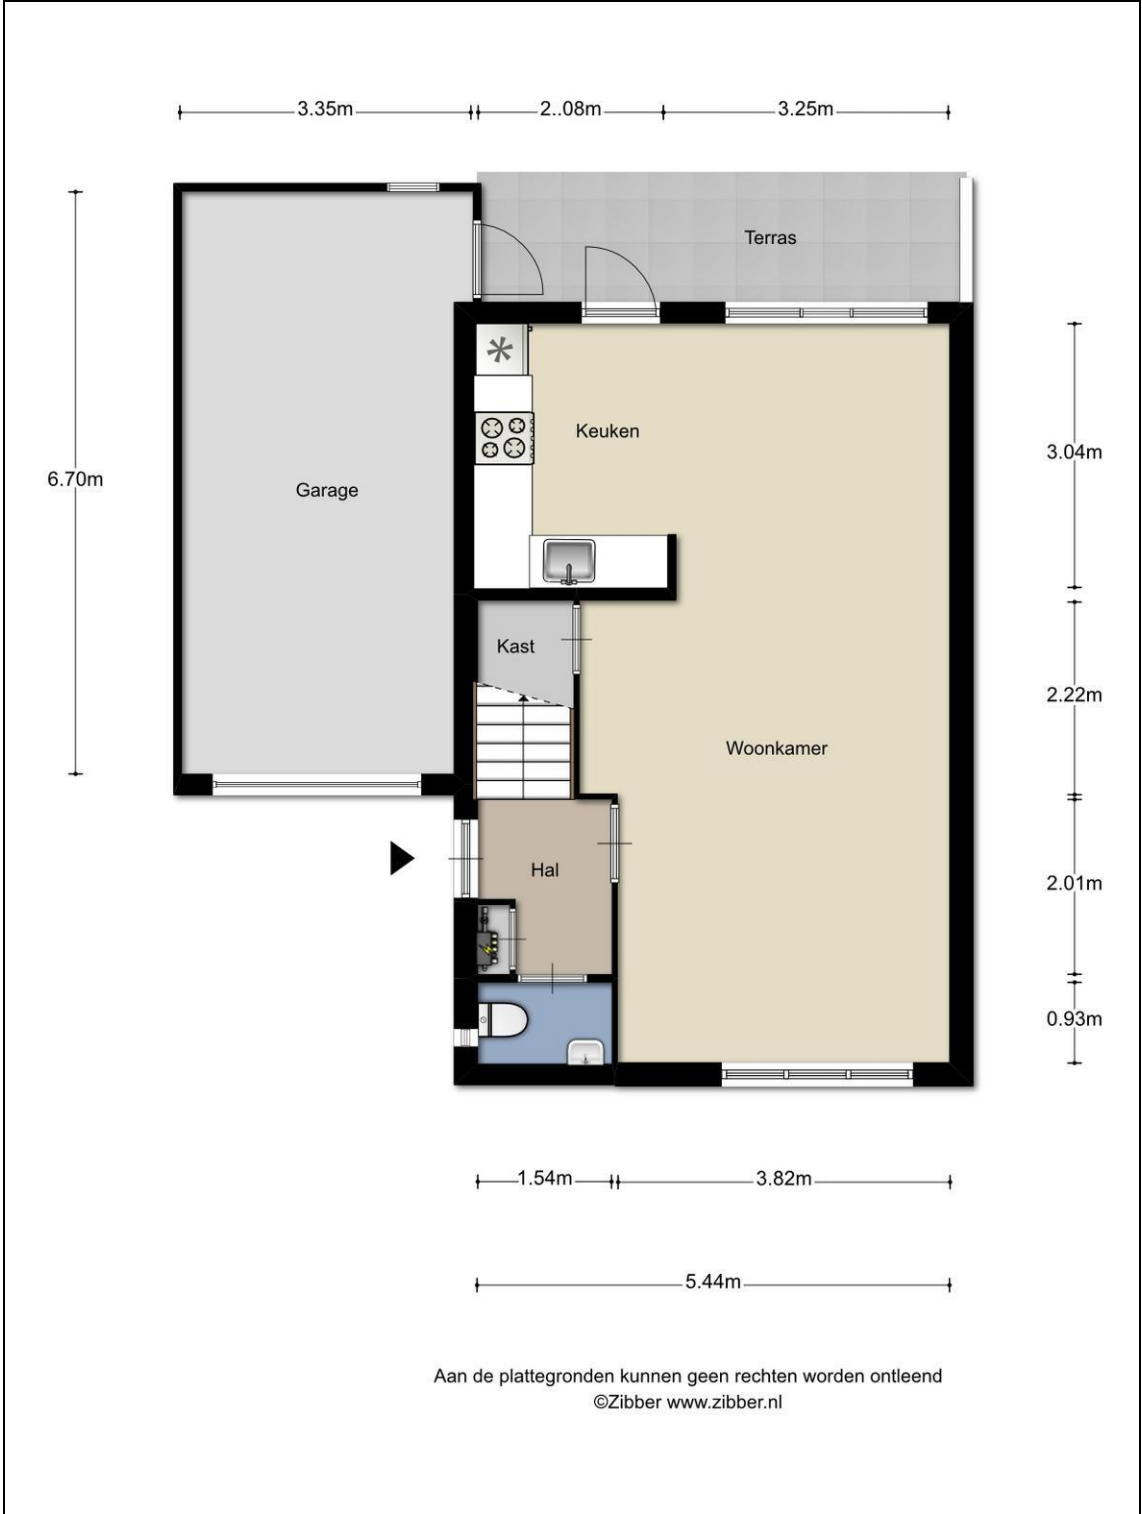 3.35m
2..08m
3.25m
Terras
Keuken
3.04m
6.70m
Garage
Kast
2.22m
Woonkamer
Hal
2.01m
0.93m
1.54m
3.82m
5.44m
Aan de plattegronden kunnen geen rechten worden ontleend
©Zibber www.zibber.nl